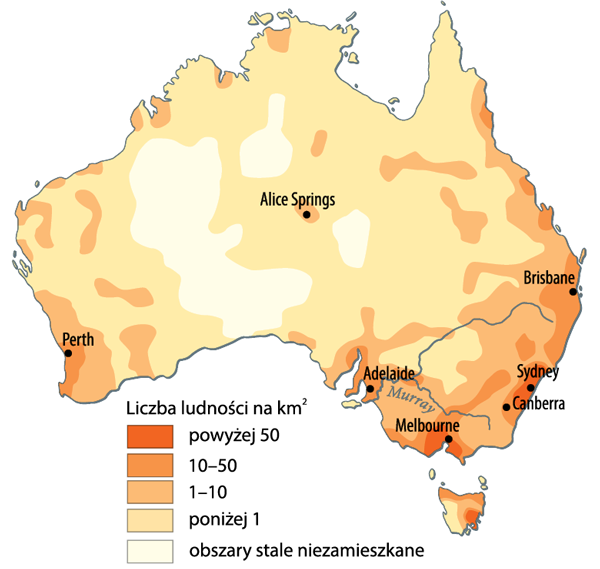 Alice Springs
Brisbane
Perth
Adelajde
Sydney
Murray
Canberra
Melbourne
Liczba ludności na km²
powyżej 50
10–50
1–10
poniżej 1
obszary stale niezamieszkane